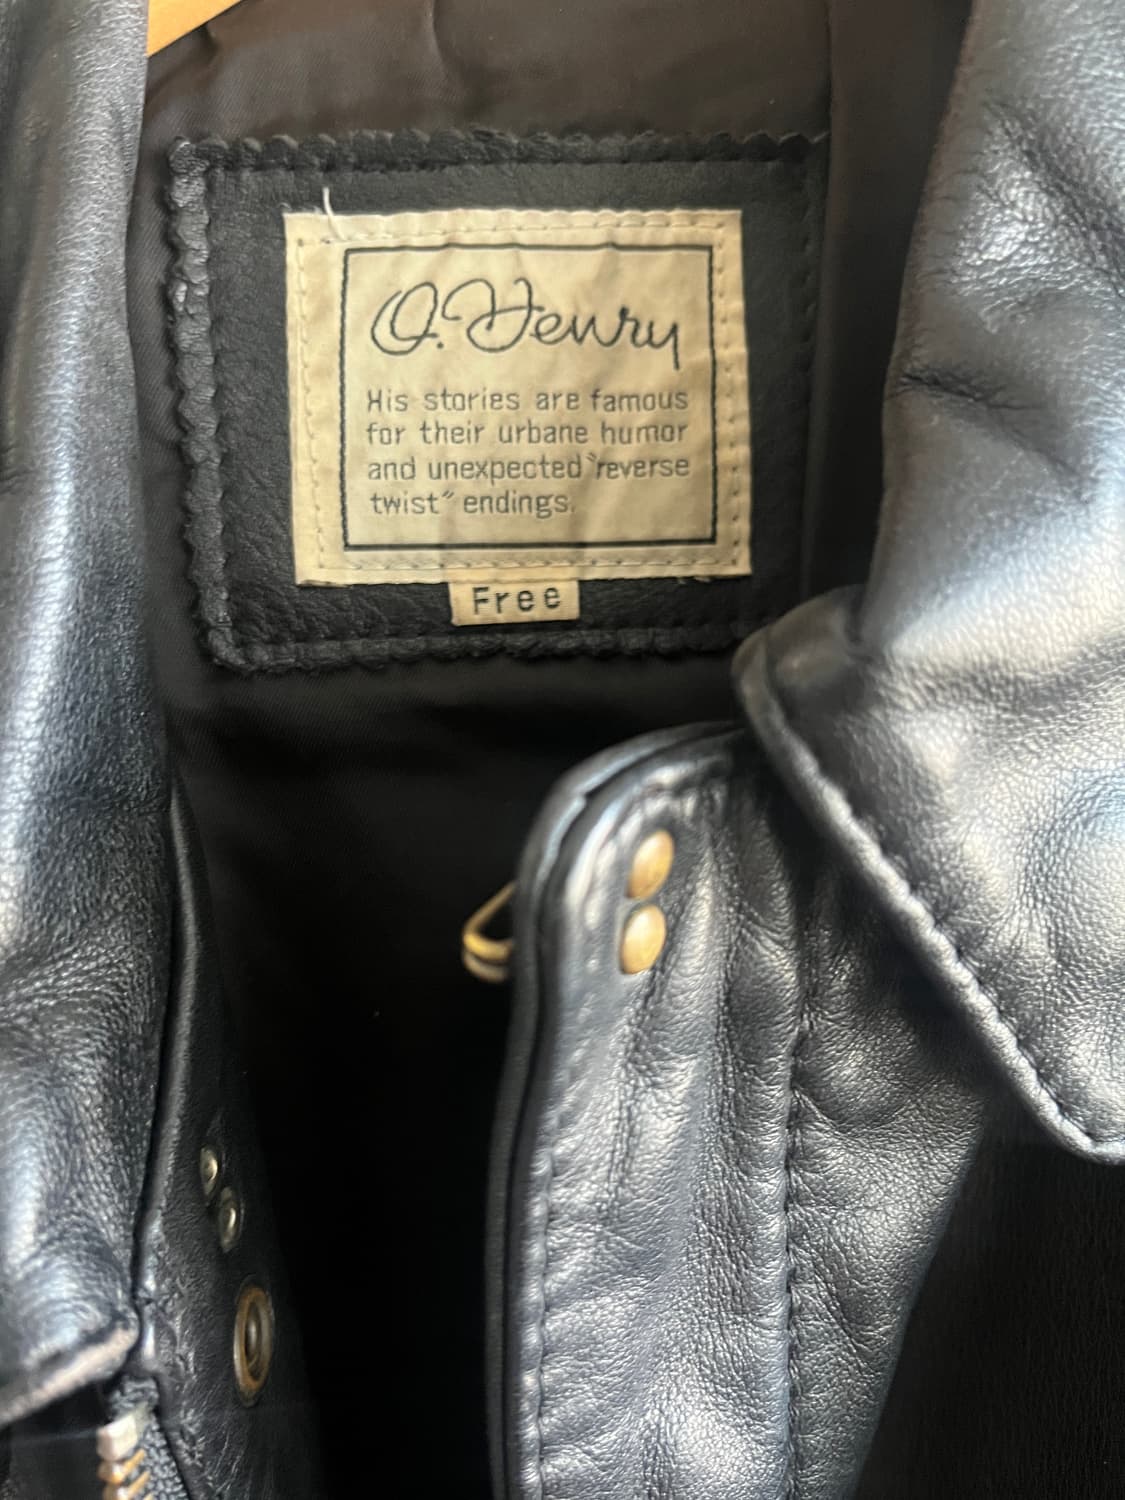 O. Henry
His stories are famous
for their urbane humor
and unexpected "reverse
twist" endings.
Free